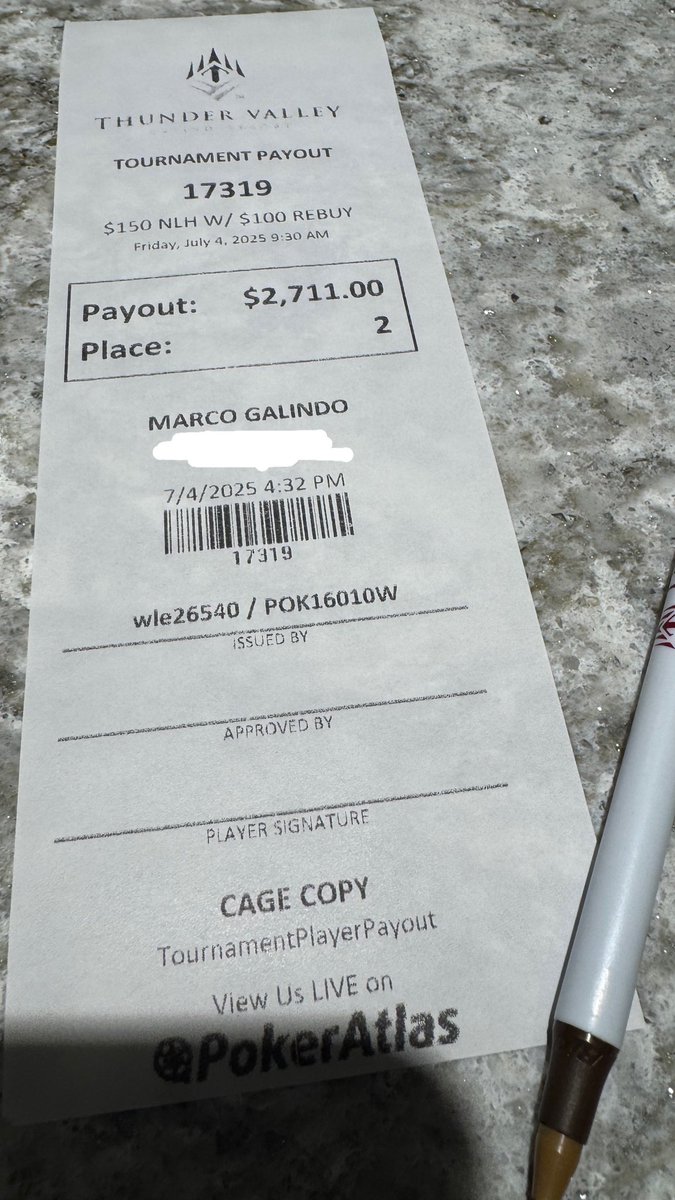 THUNDER VALLEY
TOURNAMENT PAYOUT
17319
$150 NLH W/ $100 REBUY
Friday, July 4, 2025 9:30 AM
Payout: $2,711.00
Place: 2
MARCO GALINDO
7/4/2025 4:32 PM
17319
wle26540 / POK16010W
ISSUED BY
APPROVED BY
PLAYER SIGNATURE
CAGE COPY
TournamentPlayerPayout
View Us LIVE on
PokerAtlas